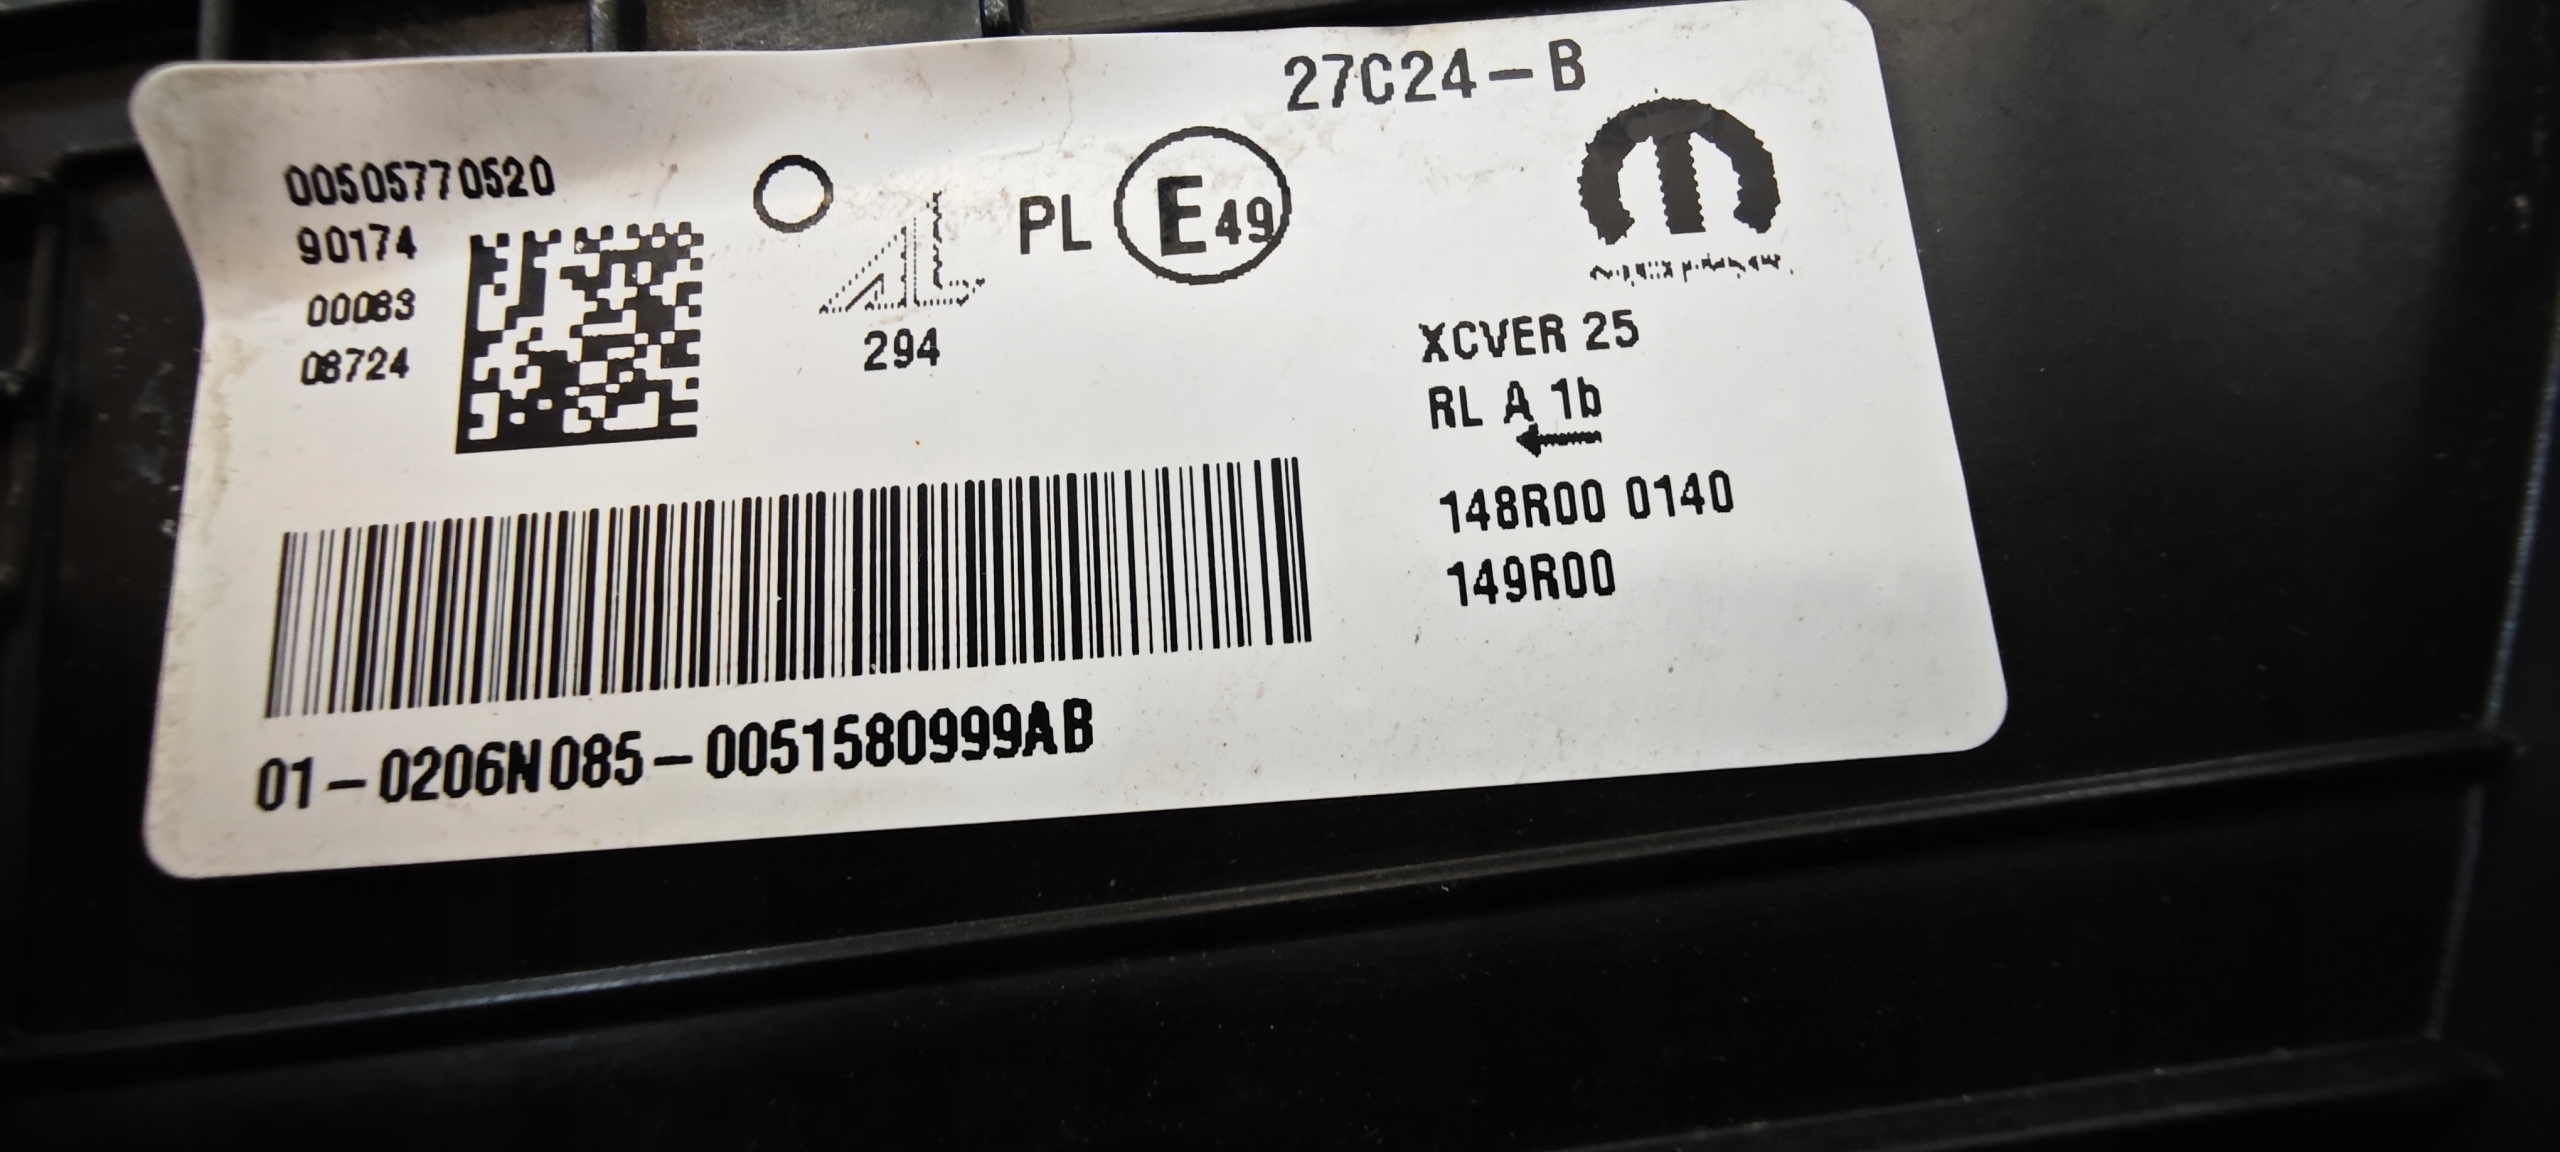 27C24-B
00505770520
90174
00083
08724
AL
294
PL
E49
XCVER 25
RL A 1b
148R00 0140
149R00
01-0206N085-0051580999AB